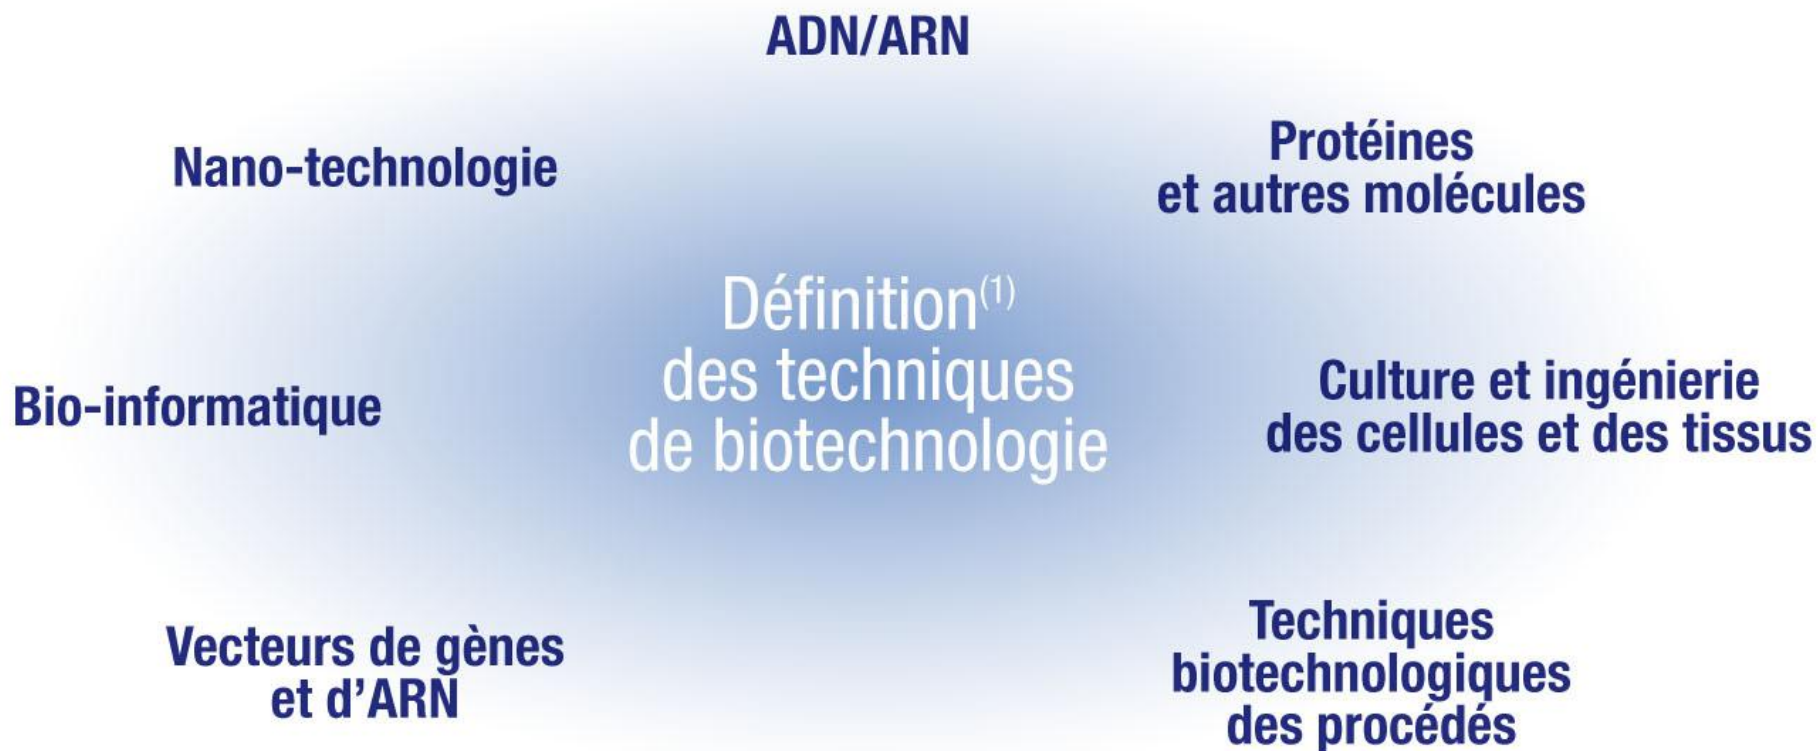 ADN/ARN
Nano-technologie
Protéines
et autres molécules
Définition(1)
des techniques
de biotechnologie
Bio-informatique
Culture et ingénierie
des cellules et des tissus
Vecteurs de gènes
et d’ARN
Techniques
biotechnologiques
des procédés